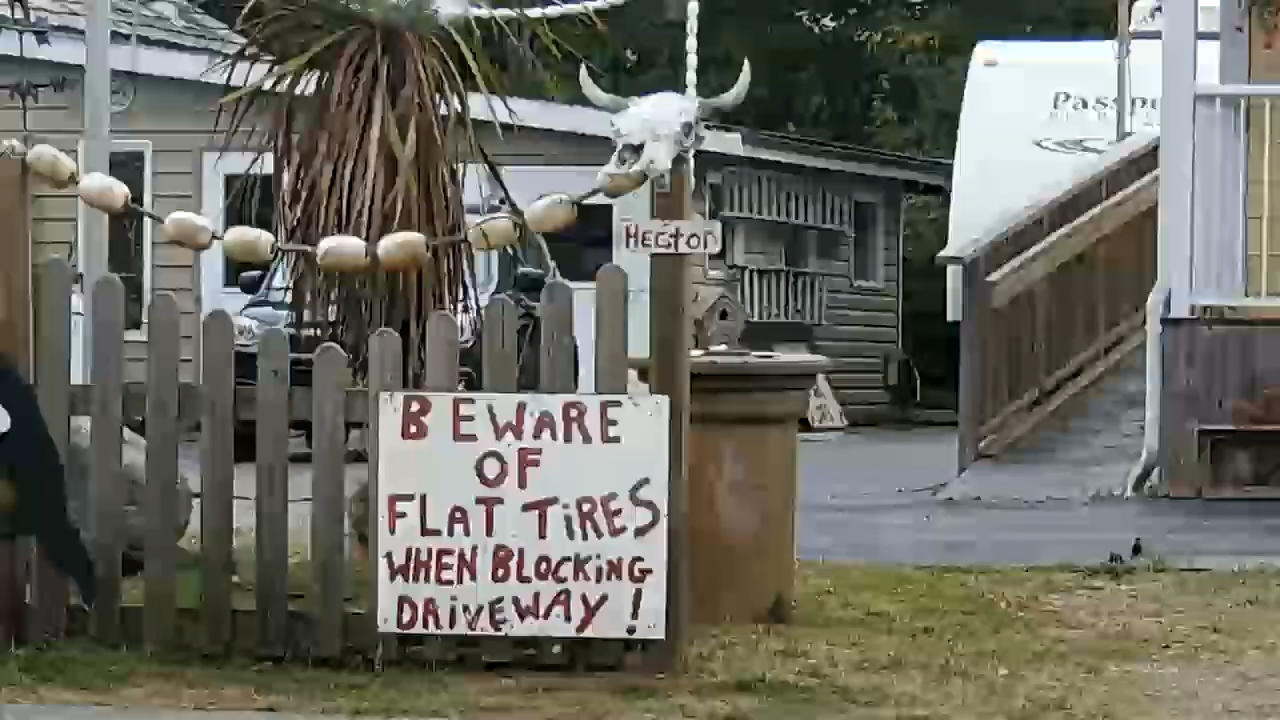 Hector
BEWARE
OF
FLAT TIRES
WHEN BLOCKING
DRIVEWAY!